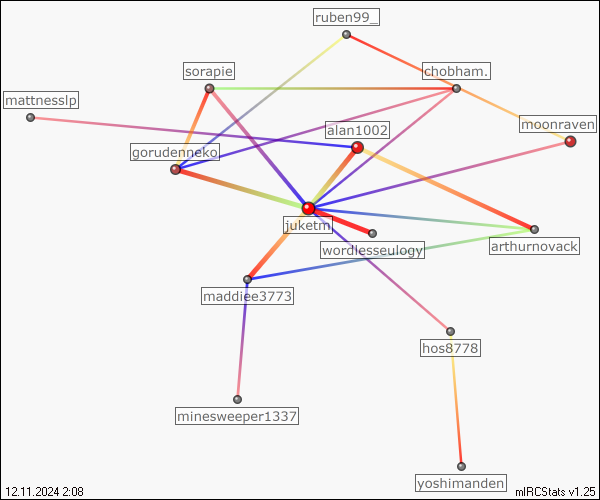 ruben99_
sorapie
chobham.
mattnesslp
alan1002
moonraven
gorudenneko
juketm
wordlesseulogy
arthurnovack
maddiee3773
hos8778
minesweeper1337
yoshimanden
12.11.2024 2:08
mIRCStats v1.25